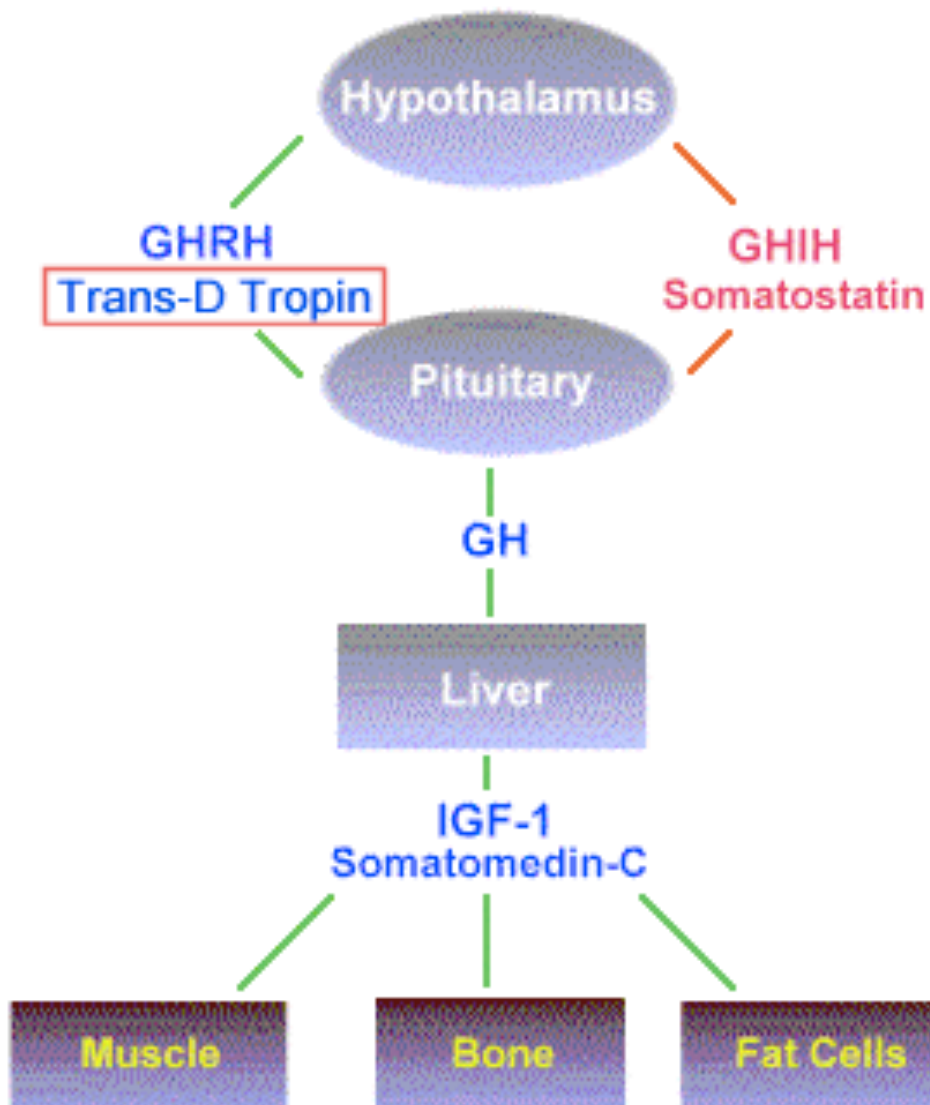 Hypothalamus
GHRH
Trans-D Tropin
GHIH
Somatostatin
Pituitary
GH
Liver
IGF-1
Somatomedin-C
Muscle
Bone
Fat Cells